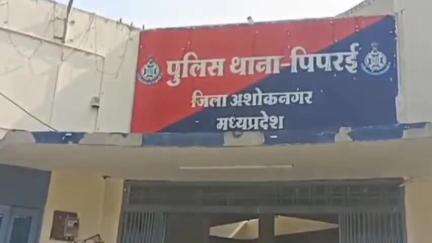 पुलिस थाना-पिपरई
जिला अशोकनगर
मध्यप्रदेश